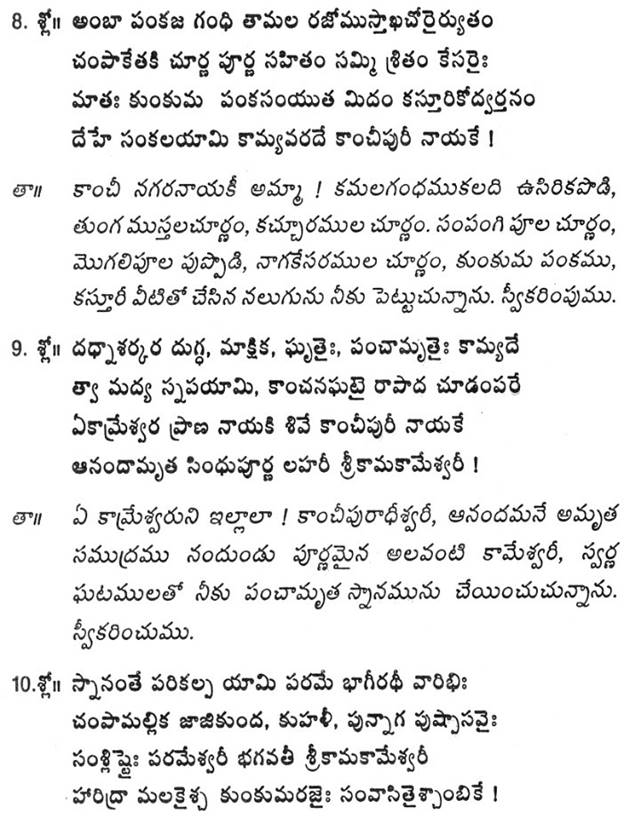 8. శ్లో॥ అంబా పంకజ గంధి తామల రజోముస్తాఖచోరైర్యుతం
చంపాకేతకి చూర్ణ పూర్ణ సహితం సమ్మి శ్రితం కేసరైః
మాతః కుంకుమ పంకసంయుత మిదం కస్తూరికోద్వర్తనం
దేహే సంకలయామి కామ్యవరదే కాంచీపురీ నాయకే !
తా॥ కాంచీ నగరనాయకీ అమ్మా ! కమలగంధముకలది ఉసిరికపొడి,
తుంగ ముస్తలచూర్ణం, కచ్చూరముల చూర్ణం. సంపంగి పూల చూర్ణం,
మొగలిపూల పుప్పొడి, నాగకేసరముల చూర్ణం, కుంకుమ పంకము,
కస్తూరీ వీటితో చేసిన నలుగును నీకు పెట్టుచున్నాను. స్వీకరింపుము.
9. శ్లో॥ దధ్నాశర్కర దుగ్ధ, మాక్షిక, ఘృతైః, పంచామృతైః కామ్యదే
త్వా మద్య స్నపయామి, కాంచనఘటై రాపాద చూడంపరే
ఏకామ్రేశ్వర ప్రాణ నాయకి శివే కాంచీపురీ నాయకే
ఆనందామృత సింధుపూర్ణ లహరీ శ్రీకామకామేశ్వరీ !
తా॥ ఏ కామ్రేశ్వరుని ఇల్లాలా ! కాంచీపురాధీశ్వరీ, ఆనందమనే అమృత
సముద్రము నందుండు పూర్ణమైన అలవంటి కామేశ్వరీ, స్వర్ణ
ఘటములతో నీకు పంచామృత స్నానమును చేయించుచున్నాను.
స్వీకరించుము.
10.శ్లో॥ స్నానంతే పరికల్ప యామి పరమే భాగీరథీ వారిభిః
చంపామల్లిక జాజికుంద, కుహళీ, పున్నాగ పుష్పాసవైః
సంశ్లిష్టైః పరమేశ్వరీ భగవతీ శ్రీకామకామేశ్వరీ
హారిద్రా మలకైశ్చ కుంకుమరజైః సంవాసితైశ్చాంబికే !